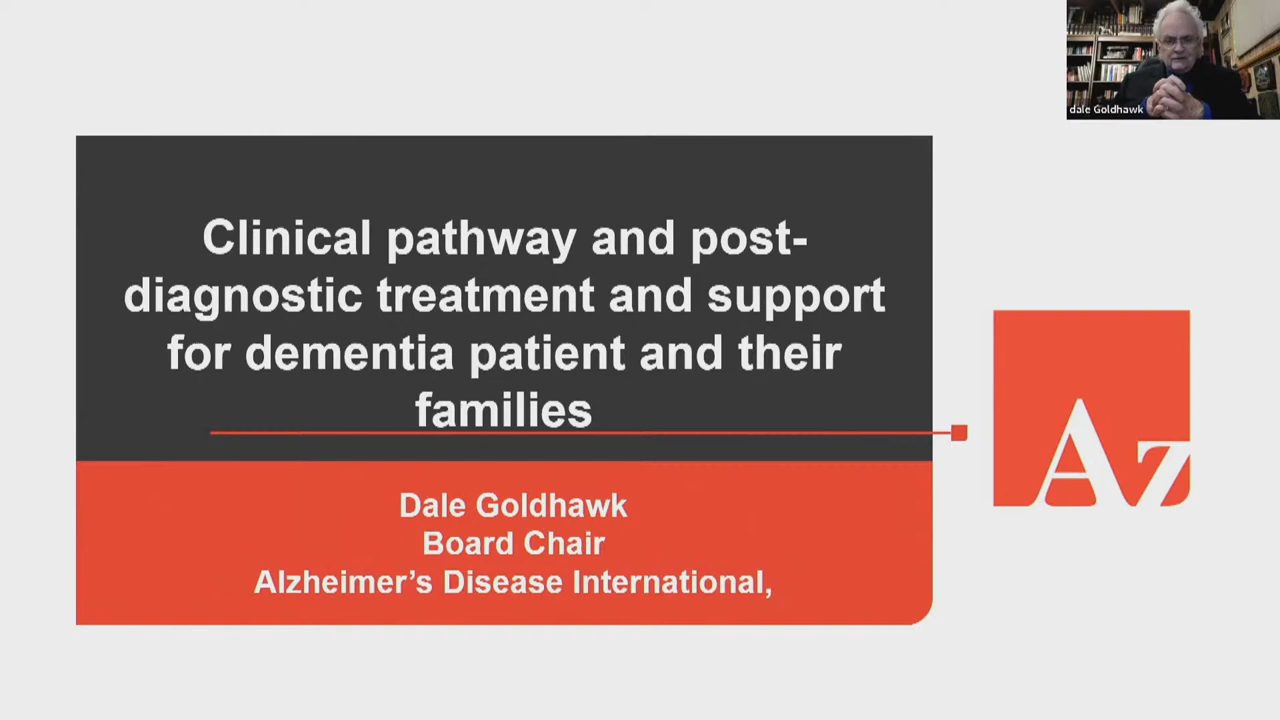 dale Goldhawk
Clinical pathway and post-
diagnostic treatment and support
for dementia patient and their
families
Dale Goldhawk
Board Chair
Alzheimer’s Disease International,
Az